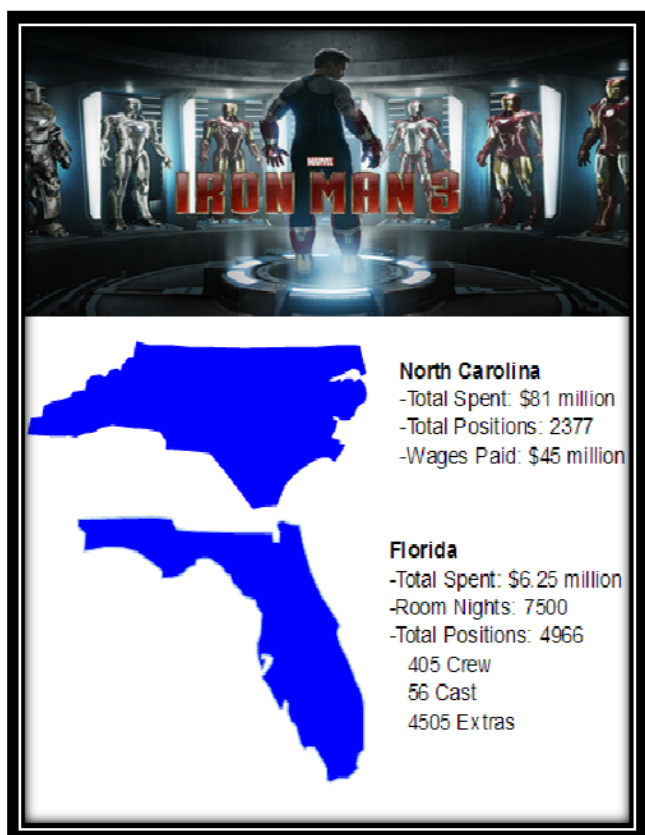 MARVEL
IRON MAN 3
North Carolina
-Total Spent: $81 million
-Total Positions: 2377
-Wages Paid: $45 million
Florida
-Total Spent: $6.25 million
-Room Nights: 7500
-Total Positions: 4966
405 Crew
56 Cast
4505 Extras